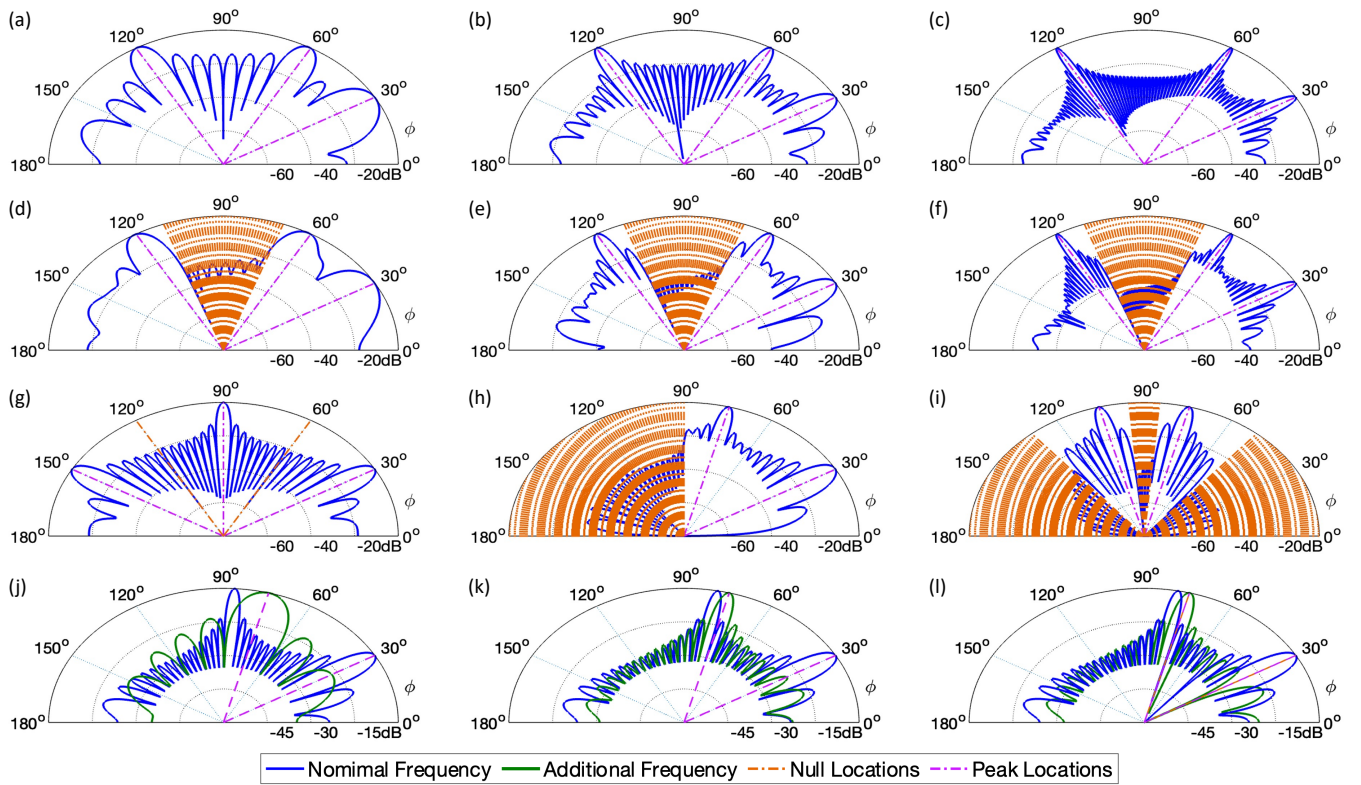 (a) 90° 120° 60° 150° 30° ϕ 180° -60 -40 -20dB 0°
(b) 90° 120° 60° 150° 30° ϕ 180° -60 -40 -20dB 0°
(c) 90° 120° 60° 150° 30° ϕ 180° -60 -40 -20dB 0°
(d) 90° 120° 60° 150° 30° ϕ 180° -60 -40 -20dB 0°
(e) 90° 120° 60° 150° 30° ϕ 180° -60 -40 -20dB 0°
(f) 90° 120° 60° 150° 30° ϕ 180° -60 -40 -20dB 0°
(g) 90° 120° 60° 150° 30° ϕ 180° -60 -40 -20dB 0°
(h) 90° 120° 60° 150° 30° ϕ 180° -60 -40 -20dB 0°
(i) 90° 120° 60° 150° 30° ϕ 180° -60 -40 -20dB 0°
(j) 90° 120° 60° 150° 30° ϕ 180° -45 -30 -15dB 0°
(k) 90° 120° 60° 150° 30° ϕ 180° -45 -30 -15dB 0°
(l) 90° 120° 60° 150° 30° ϕ 180° -45 -30 -15dB 0°
Nomimal Frequency Additional Frequency Null Locations Peak Locations